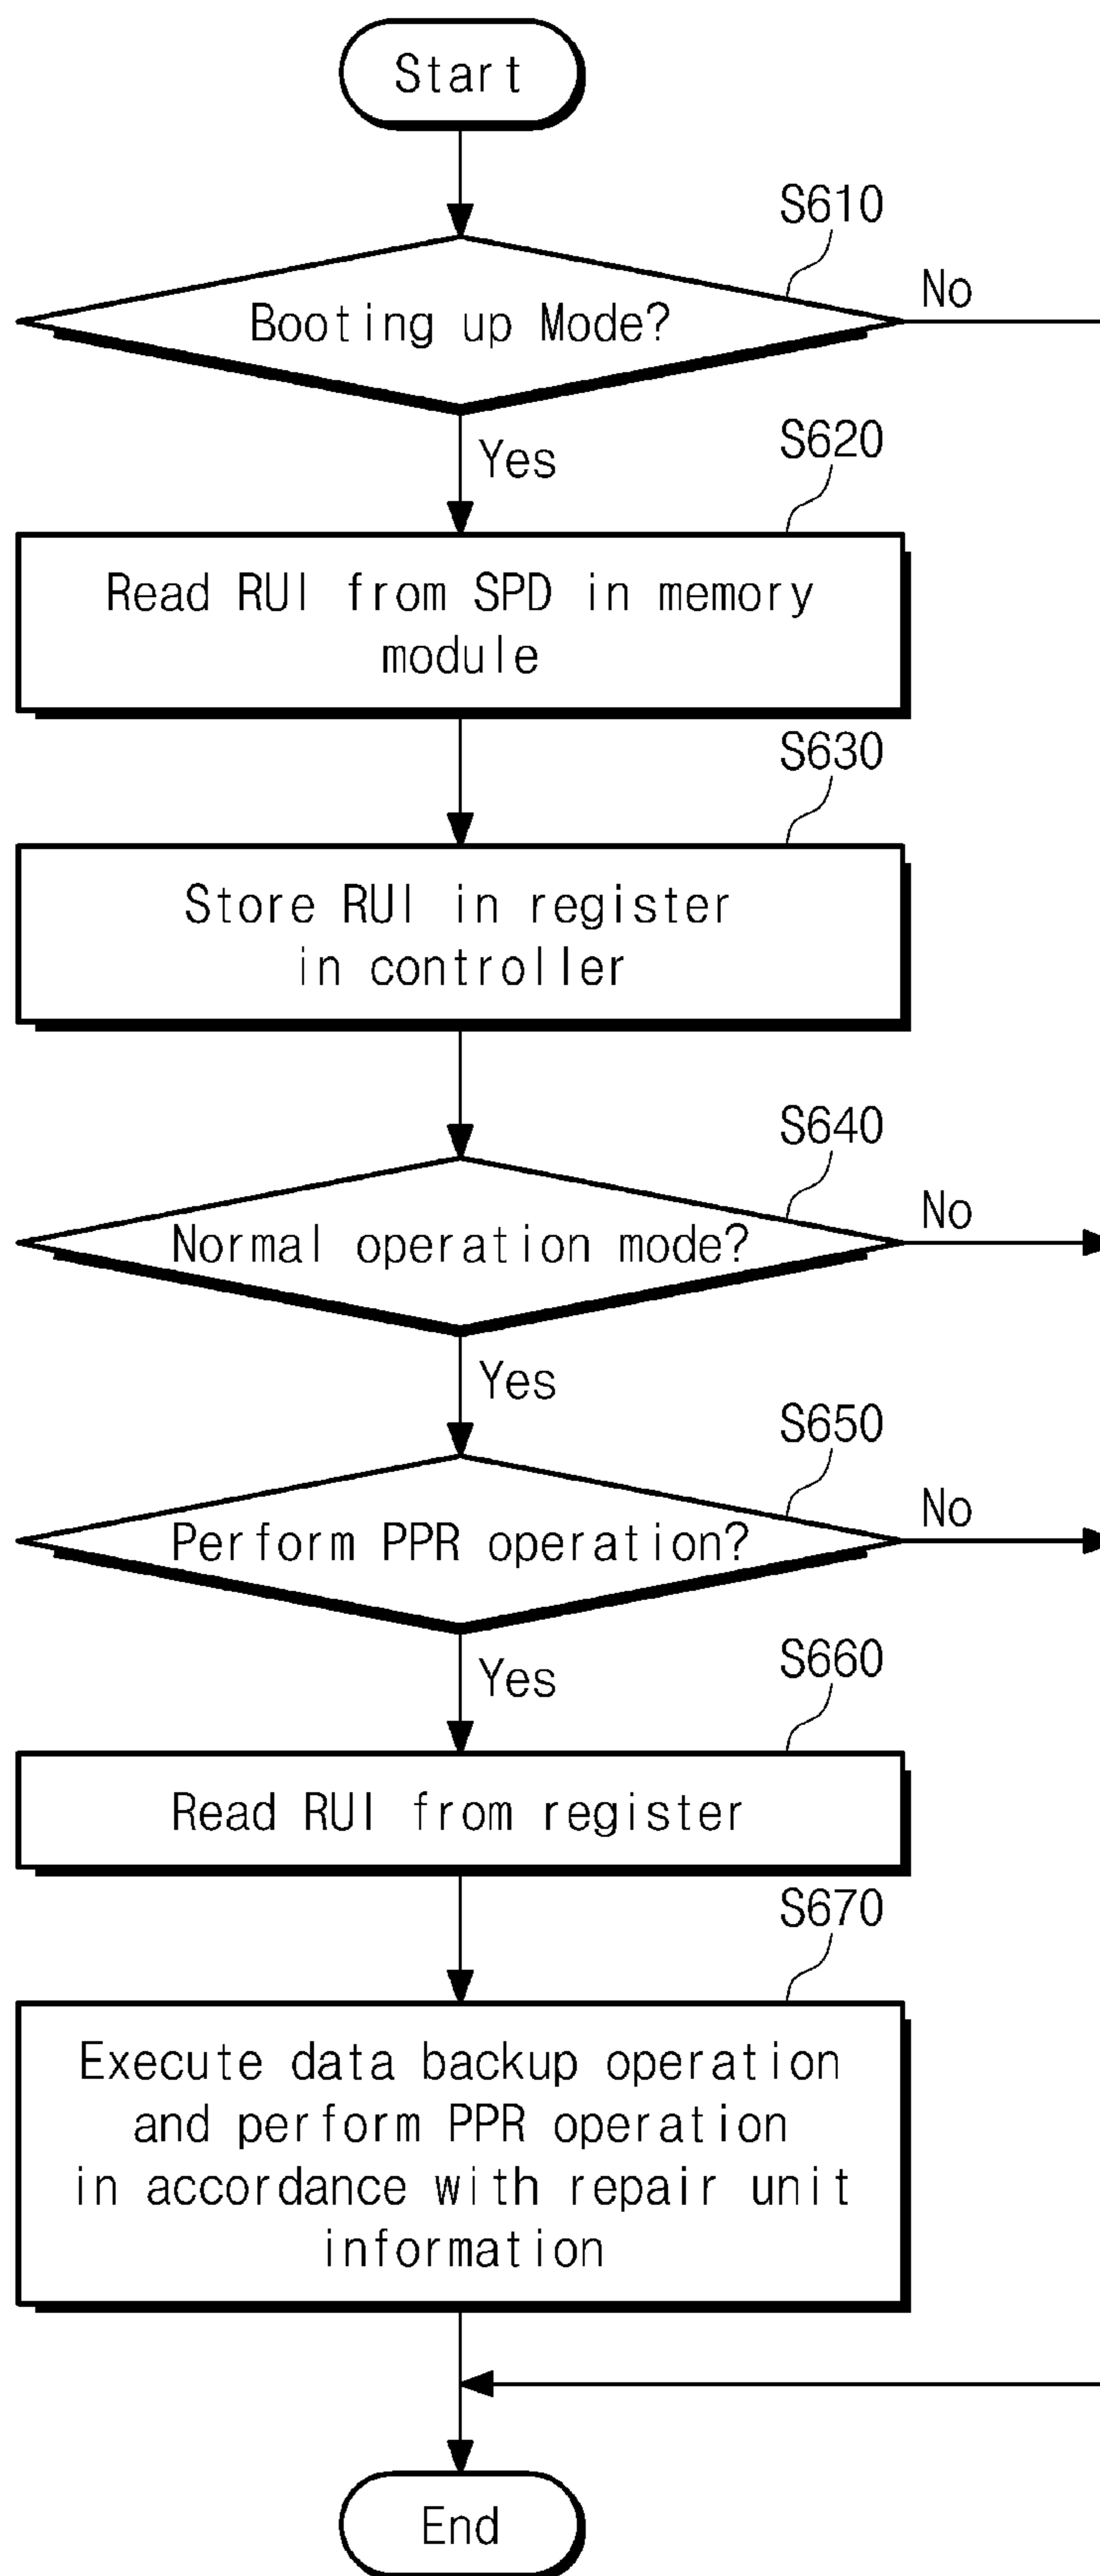 Start
S610
Booting up Mode?
No
Yes
S620
Read RUI from SPD in memory
module
S630
Store RUI in register
in controller
S640
Normal operation mode?
No
Yes
S650
Perform PPR operation?
No
Yes
S660
Read RUI from register
S670
Execute data backup operation
and perform PPR operation
in accordance with repair unit
information
End